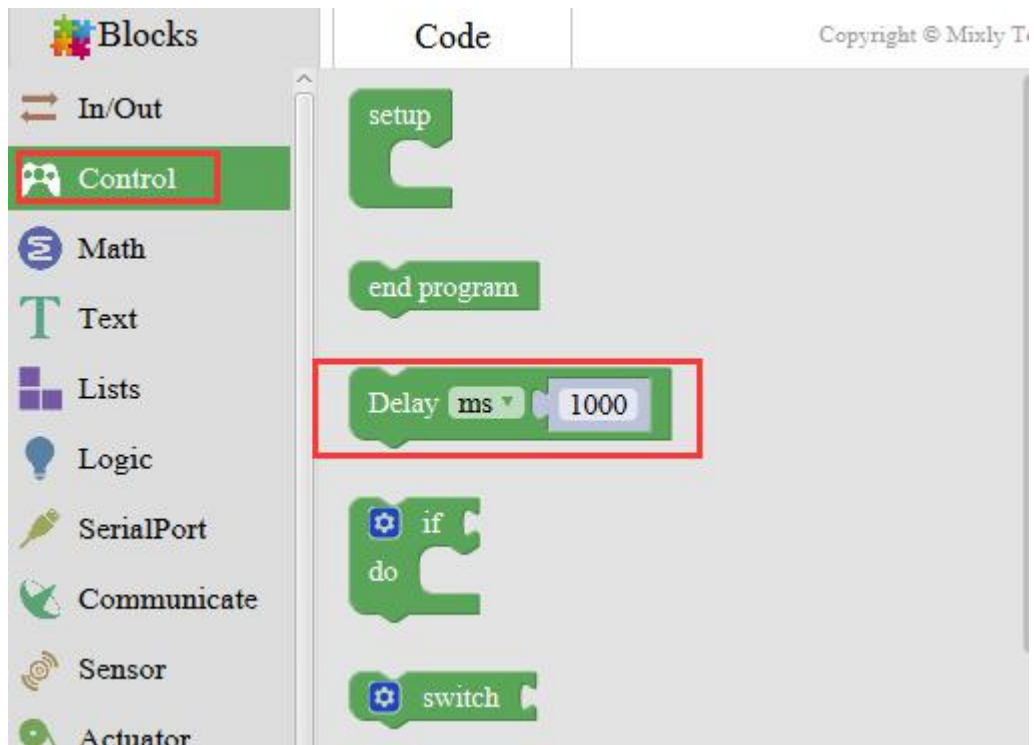 Blocks
Code
Copyright © Mixly T
In/Out
Control
Math
Text
Lists
Logic
SerialPort
Communicate
Sensor
Actuator
setup
end program
Delay ms 1000
if
do
switch